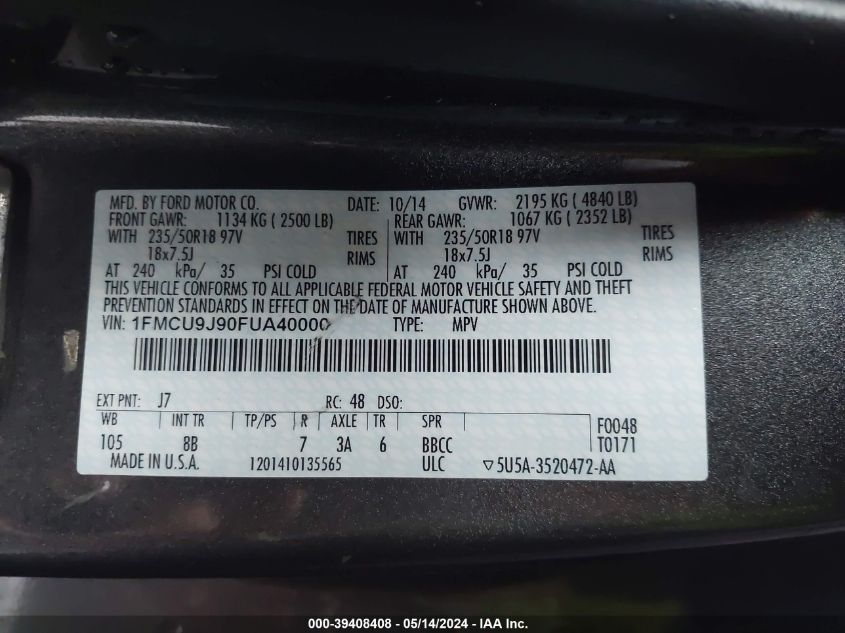 MFD. BY FORD MOTOR CO. DATE: 10/14 GVWR: 2195 KG ( 4840 LB)
FRONT GAWR: 1134 KG ( 2500 LB) REAR GAWR: 1067 KG ( 2352 LB)
WITH 235/50R18 97V TIRES WITH 235/50R18 97V TIRES
18x7.5J RIMS 18x7.5J RIMS
AT 240 kPa/ 35 PSI COLD AT 240 kPa/ 35 PSI COLD
THIS VEHICLE CONFORMS TO ALL APPLICABLE FEDERAL MOTOR VEHICLE SAFETY AND THEFT
PREVENTION STANDARDS IN EFFECT ON THE DATE OF MANUFACTURE SHOWN ABOVE.
VIN: 1FMCU9J90FUA40000 TYPE: MPV
EXT PNT: J7 RC: 48 DSO:
WB INT TR TP/PS R AXLE TR SPR F0048
105 8B 7 3A 6 BBCC T0171
MADE IN U.S.A. 1201410135565 ULC ▽5U5A-3520472-AA
000-39408408 - 05/14/2024 - IAA Inc.